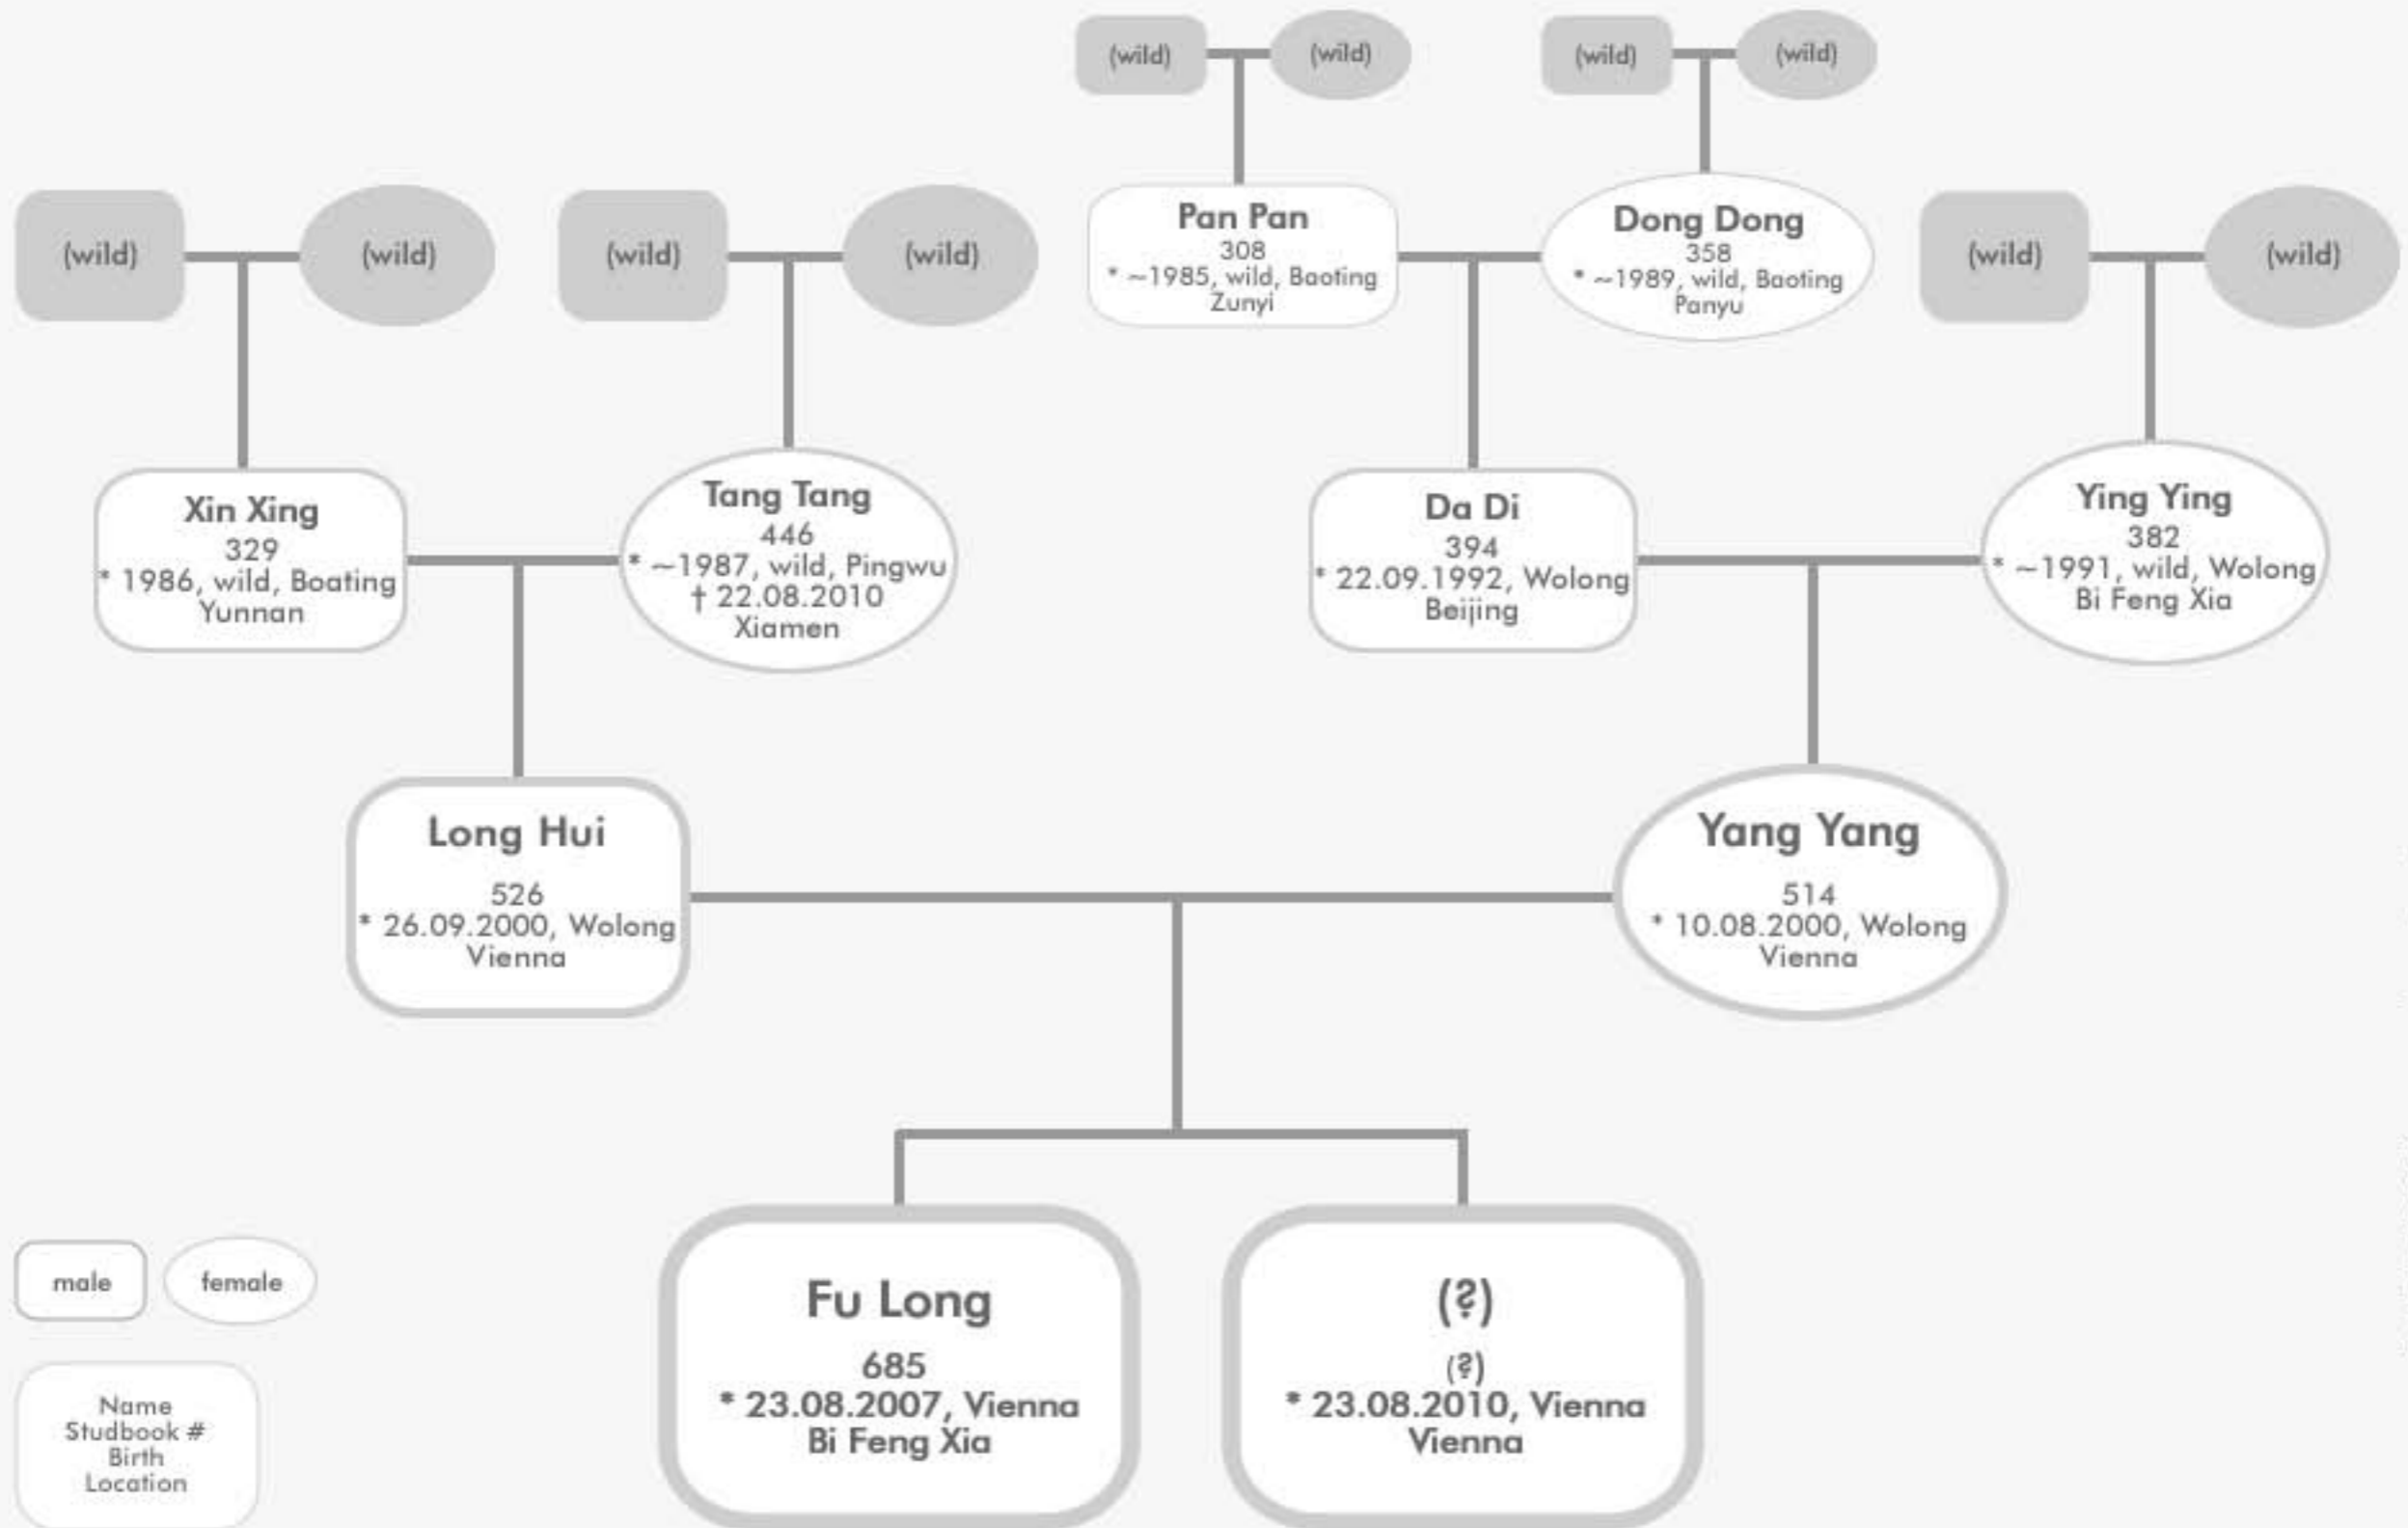 (wild)
(wild)
(wild)
(wild)
(wild)
(wild)
(wild)
(wild)
Pan Pan
308
* ~1985, wild, Baoting
Zunyi
Dong Dong
358
* ~1989, wild, Baoting
Panyu
(wild)
(wild)
Xin Xing
329
* 1986, wild, Boating
Yunnan
Tang Tang
446
* ~1987, wild, Pingwu
† 22.08.2010
Xiamen
Da Di
394
* 22.09.1992, Wolong
Beijing
Ying Ying
382
* ~1991, wild, Wolong
Bi Feng Xia
Long Hui
526
* 26.09.2000, Wolong
Vienna
Yang Yang
514
* 10.08.2000, Wolong
Vienna
Fu Long
685
* 23.08.2007, Vienna
Bi Feng Xia
(?)
(?)
* 23.08.2010, Vienna
Vienna
male
female
Name
Studbook #
Birth
Location